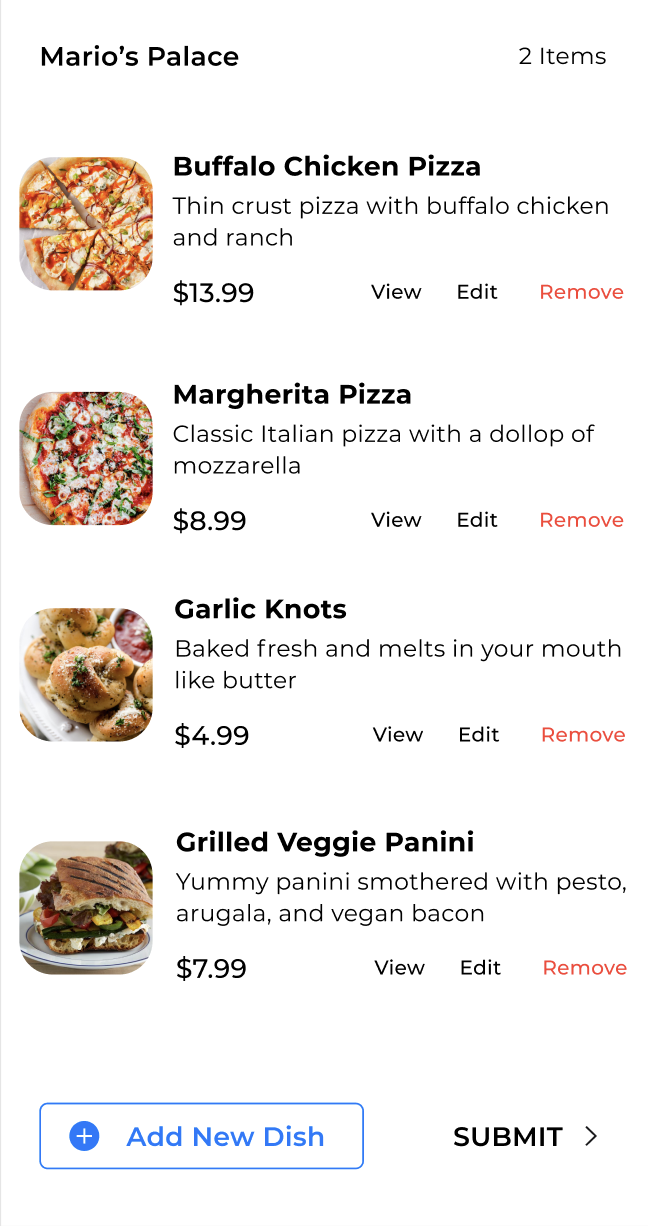 Mario’s Palace
2 Items
Buffalo Chicken Pizza
Thin crust pizza with buffalo chicken
and ranch
$13.99 View Edit Remove
Margherita Pizza
Classic Italian pizza with a dollop of
mozzarella
$8.99 View Edit Remove
Garlic Knots
Baked fresh and melts in your mouth
like butter
$4.99 View Edit Remove
Grilled Veggie Panini
Yummy panini smothered with pesto,
arugala, and vegan bacon
$7.99 View Edit Remove
Add New Dish
SUBMIT